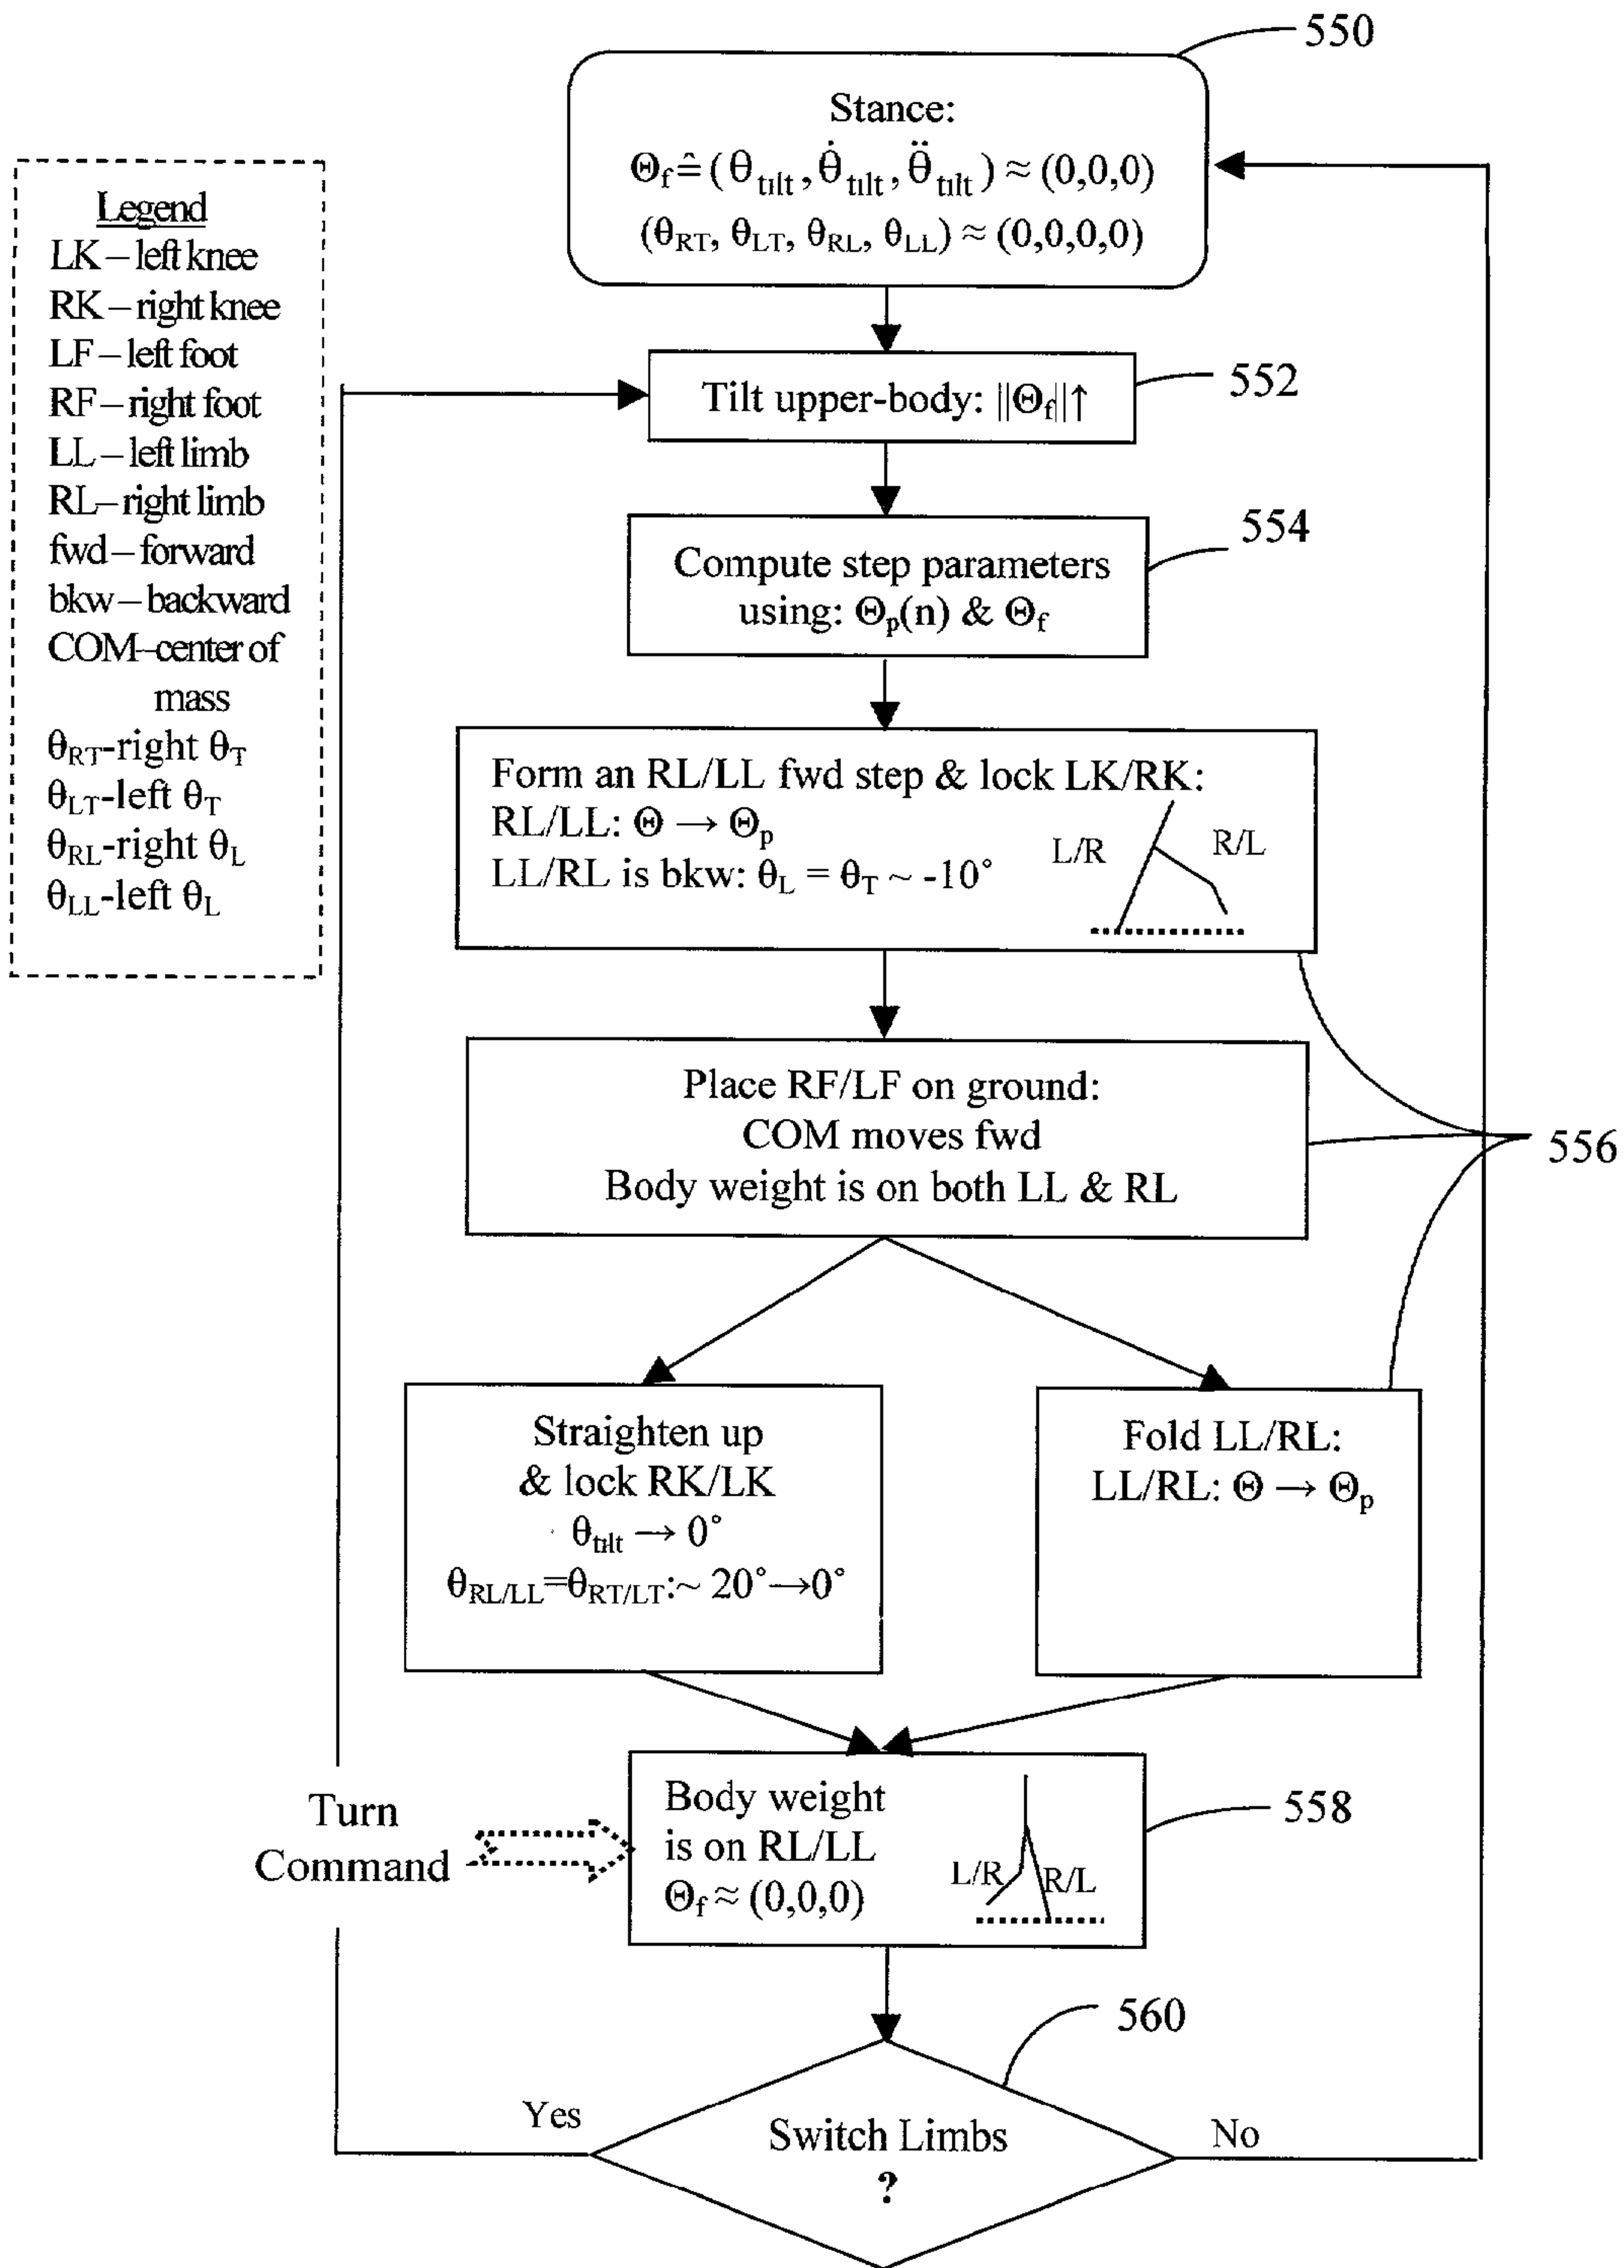 550
Stance:
Θf ≙ (θtilt, θ̇tilt, θ̈tilt) ≈ (0,0,0)
(θRT, θLT, θRL, θLL) ≈ (0,0,0,0)
Legend
LK – left knee
RK – right knee
LF – left foot
RF – right foot
LL – left limb
RL – right limb
fwd – forward
bkw – backward
COM – center of
mass
θRT-right θT
θLT-left θT
θRL-right θL
θLL-left θL
552
Tilt upper-body: ||Θf||↑
554
Compute step parameters
using: Θp(n) & Θf
Form an RL/LL fwd step & lock LK/RK:
RL/LL: Θ → Θp
LL/RL is bkw: θL = θT ~ -10°
L/R
R/L
Place RF/LF on ground:
COM moves fwd
Body weight is on both LL & RL
556
Straighten up
& lock RK/LK
θtilt → 0°
θRL/LL=θRT/LT:~ 20°→0°
Fold LL/RL:
LL/RL: Θ → Θp
Turn
Command
Body weight
is on RL/LL
Θf ≈ (0,0,0)
L/R
R/L
558
560
Yes
Switch Limbs
?
No